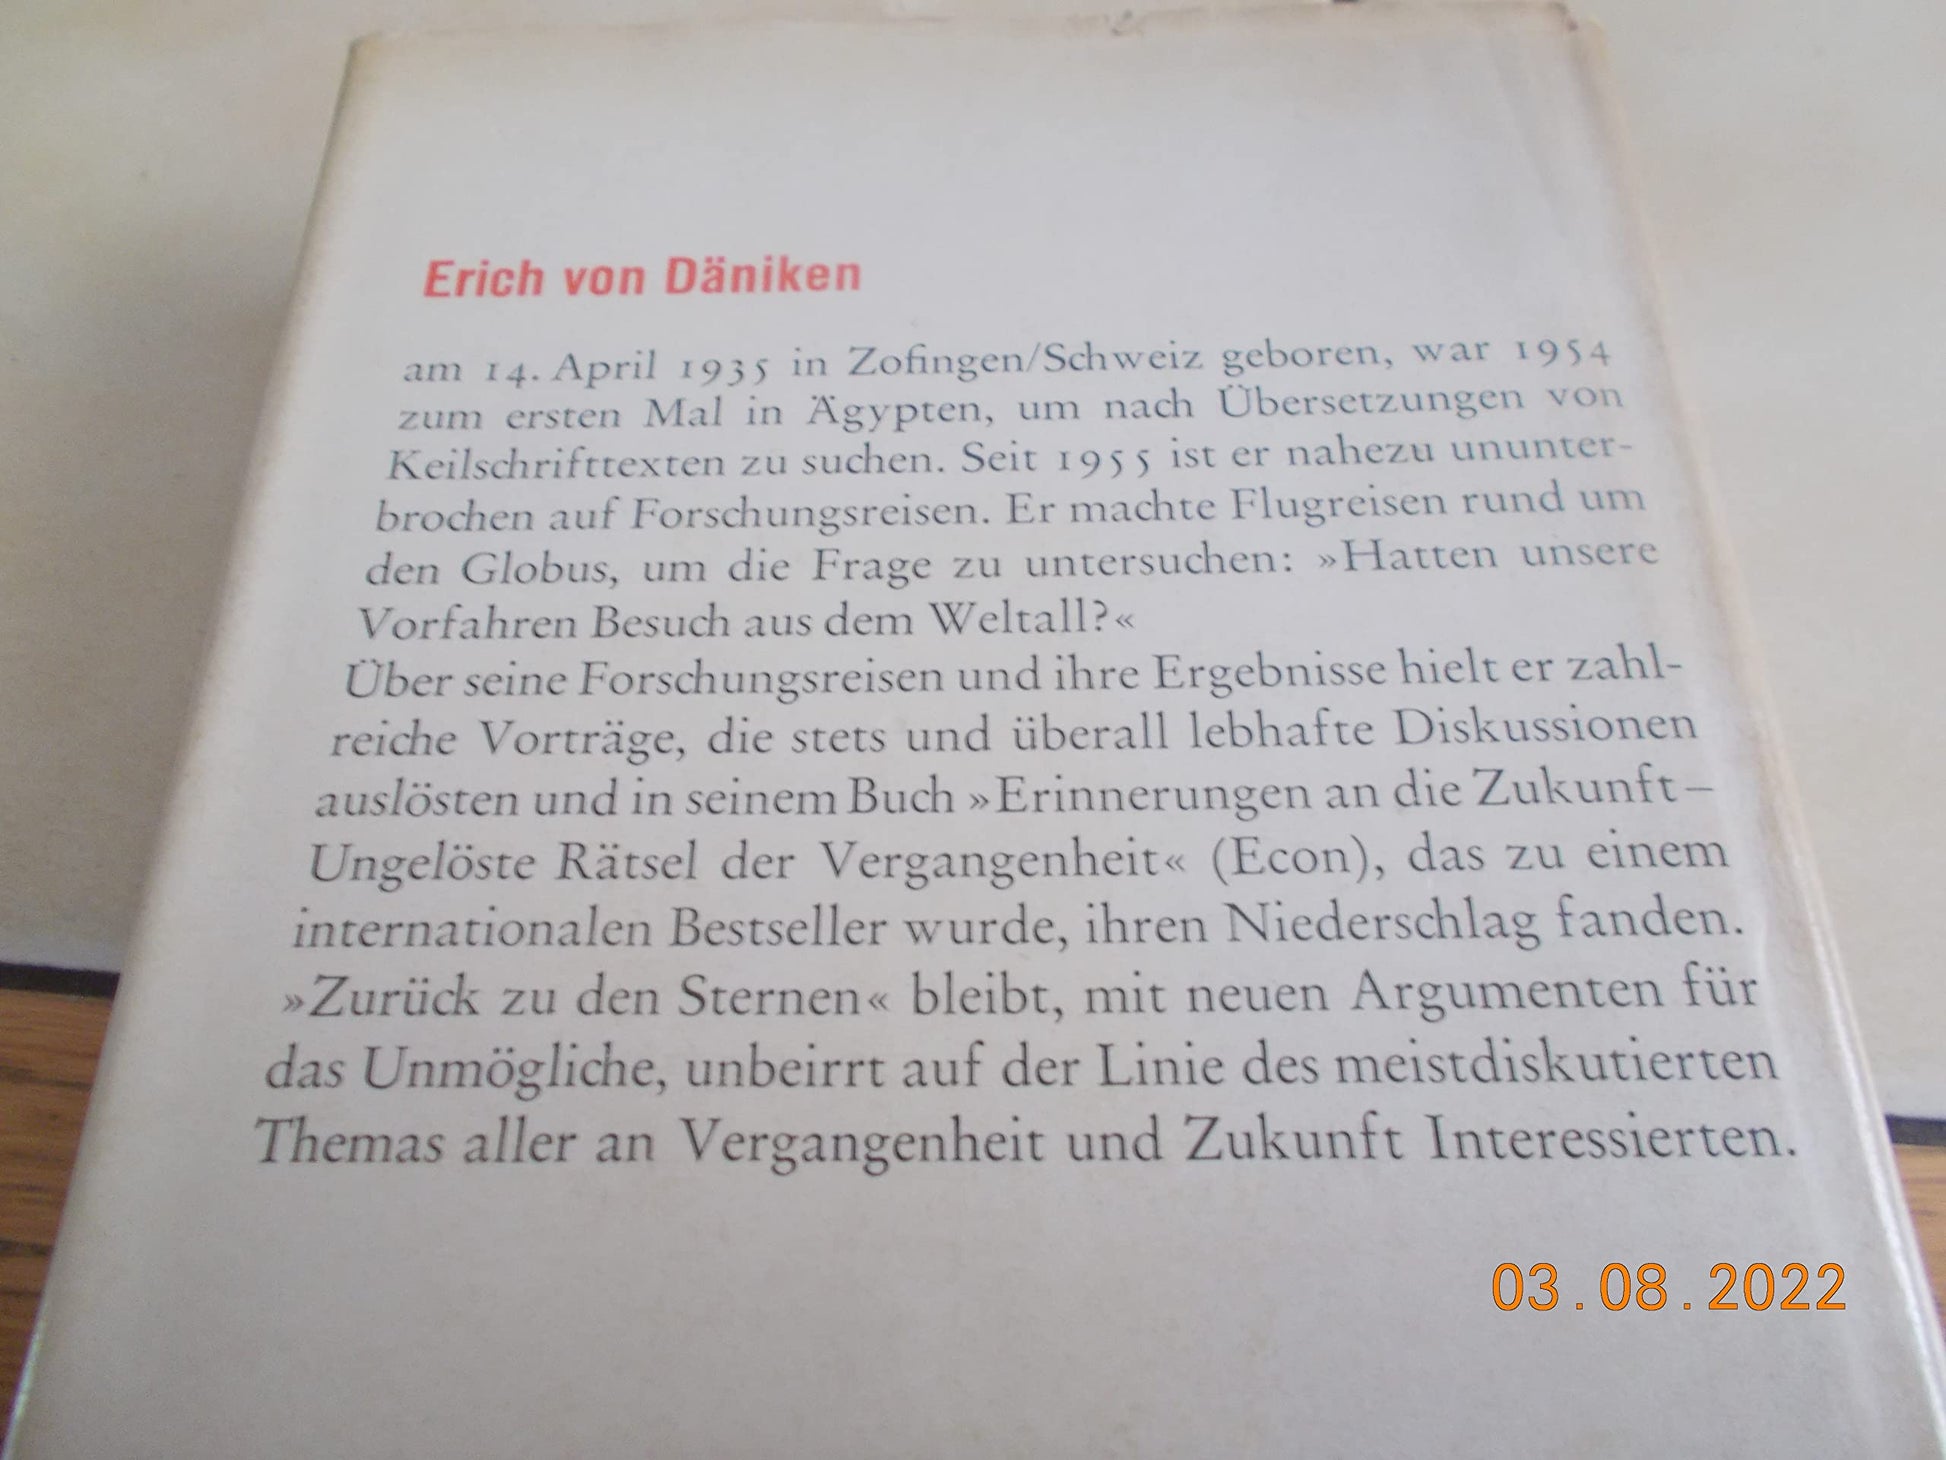 Erich von Däniken
am 14. April 1935 in Zofingen/Schweiz geboren, war 1954
zum ersten Mal in Ägypten, um nach Übersetzungen von
Keilschrifttexten zu suchen. Seit 1955 ist er nahezu ununter-
brochen auf Forschungsreisen. Er machte Flugreisen rund um
den Globus, um die Frage zu untersuchen: »Hatten unsere
Vorfahren Besuch aus dem Weltall?«
Über seine Forschungsreisen und ihre Ergebnisse hielt er zahl-
reiche Vorträge, die stets und überall lebhafte Diskussionen
auslösten und in seinem Buch »Erinnerungen an die Zukunft –
Ungelöste Rätsel der Vergangenheit« (Econ), das zu einem
internationalen Bestseller wurde, ihren Niederschlag fanden.
»Zurück zu den Sternen« bleibt, mit neuen Argumenten für
das Unmögliche, unbeirrt auf der Linie des meistdiskutierten
Themas aller an Vergangenheit und Zukunft Interessierten.
03.08.2022